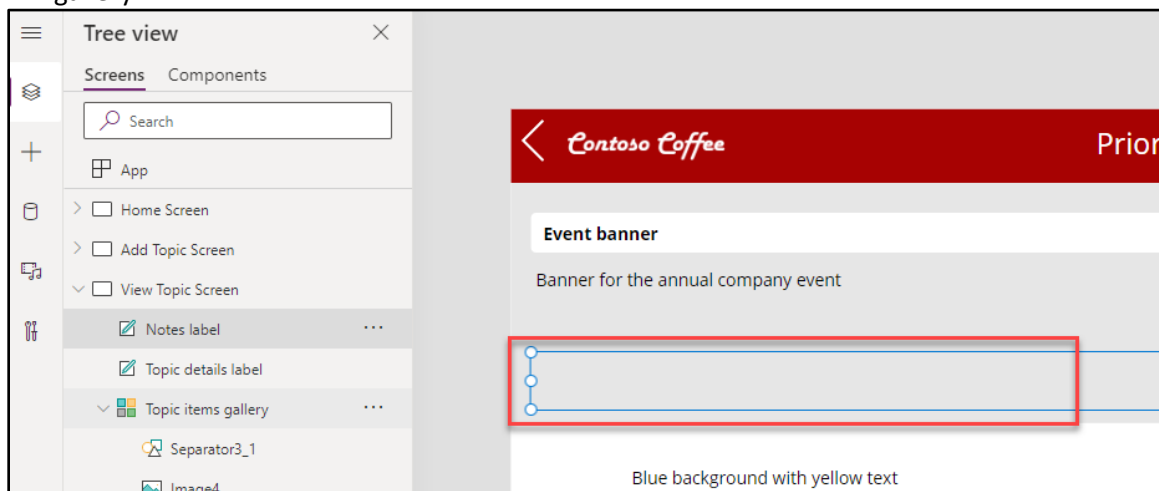 Tree view
Screens Components
Search
App
Home Screen
Add Topic Screen
View Topic Screen
Notes label
Topic details label
Topic items gallery
Separator3_1
Image4
Contoso Coffee
Prior
Event banner
Banner for the annual company event
Blue background with yellow text